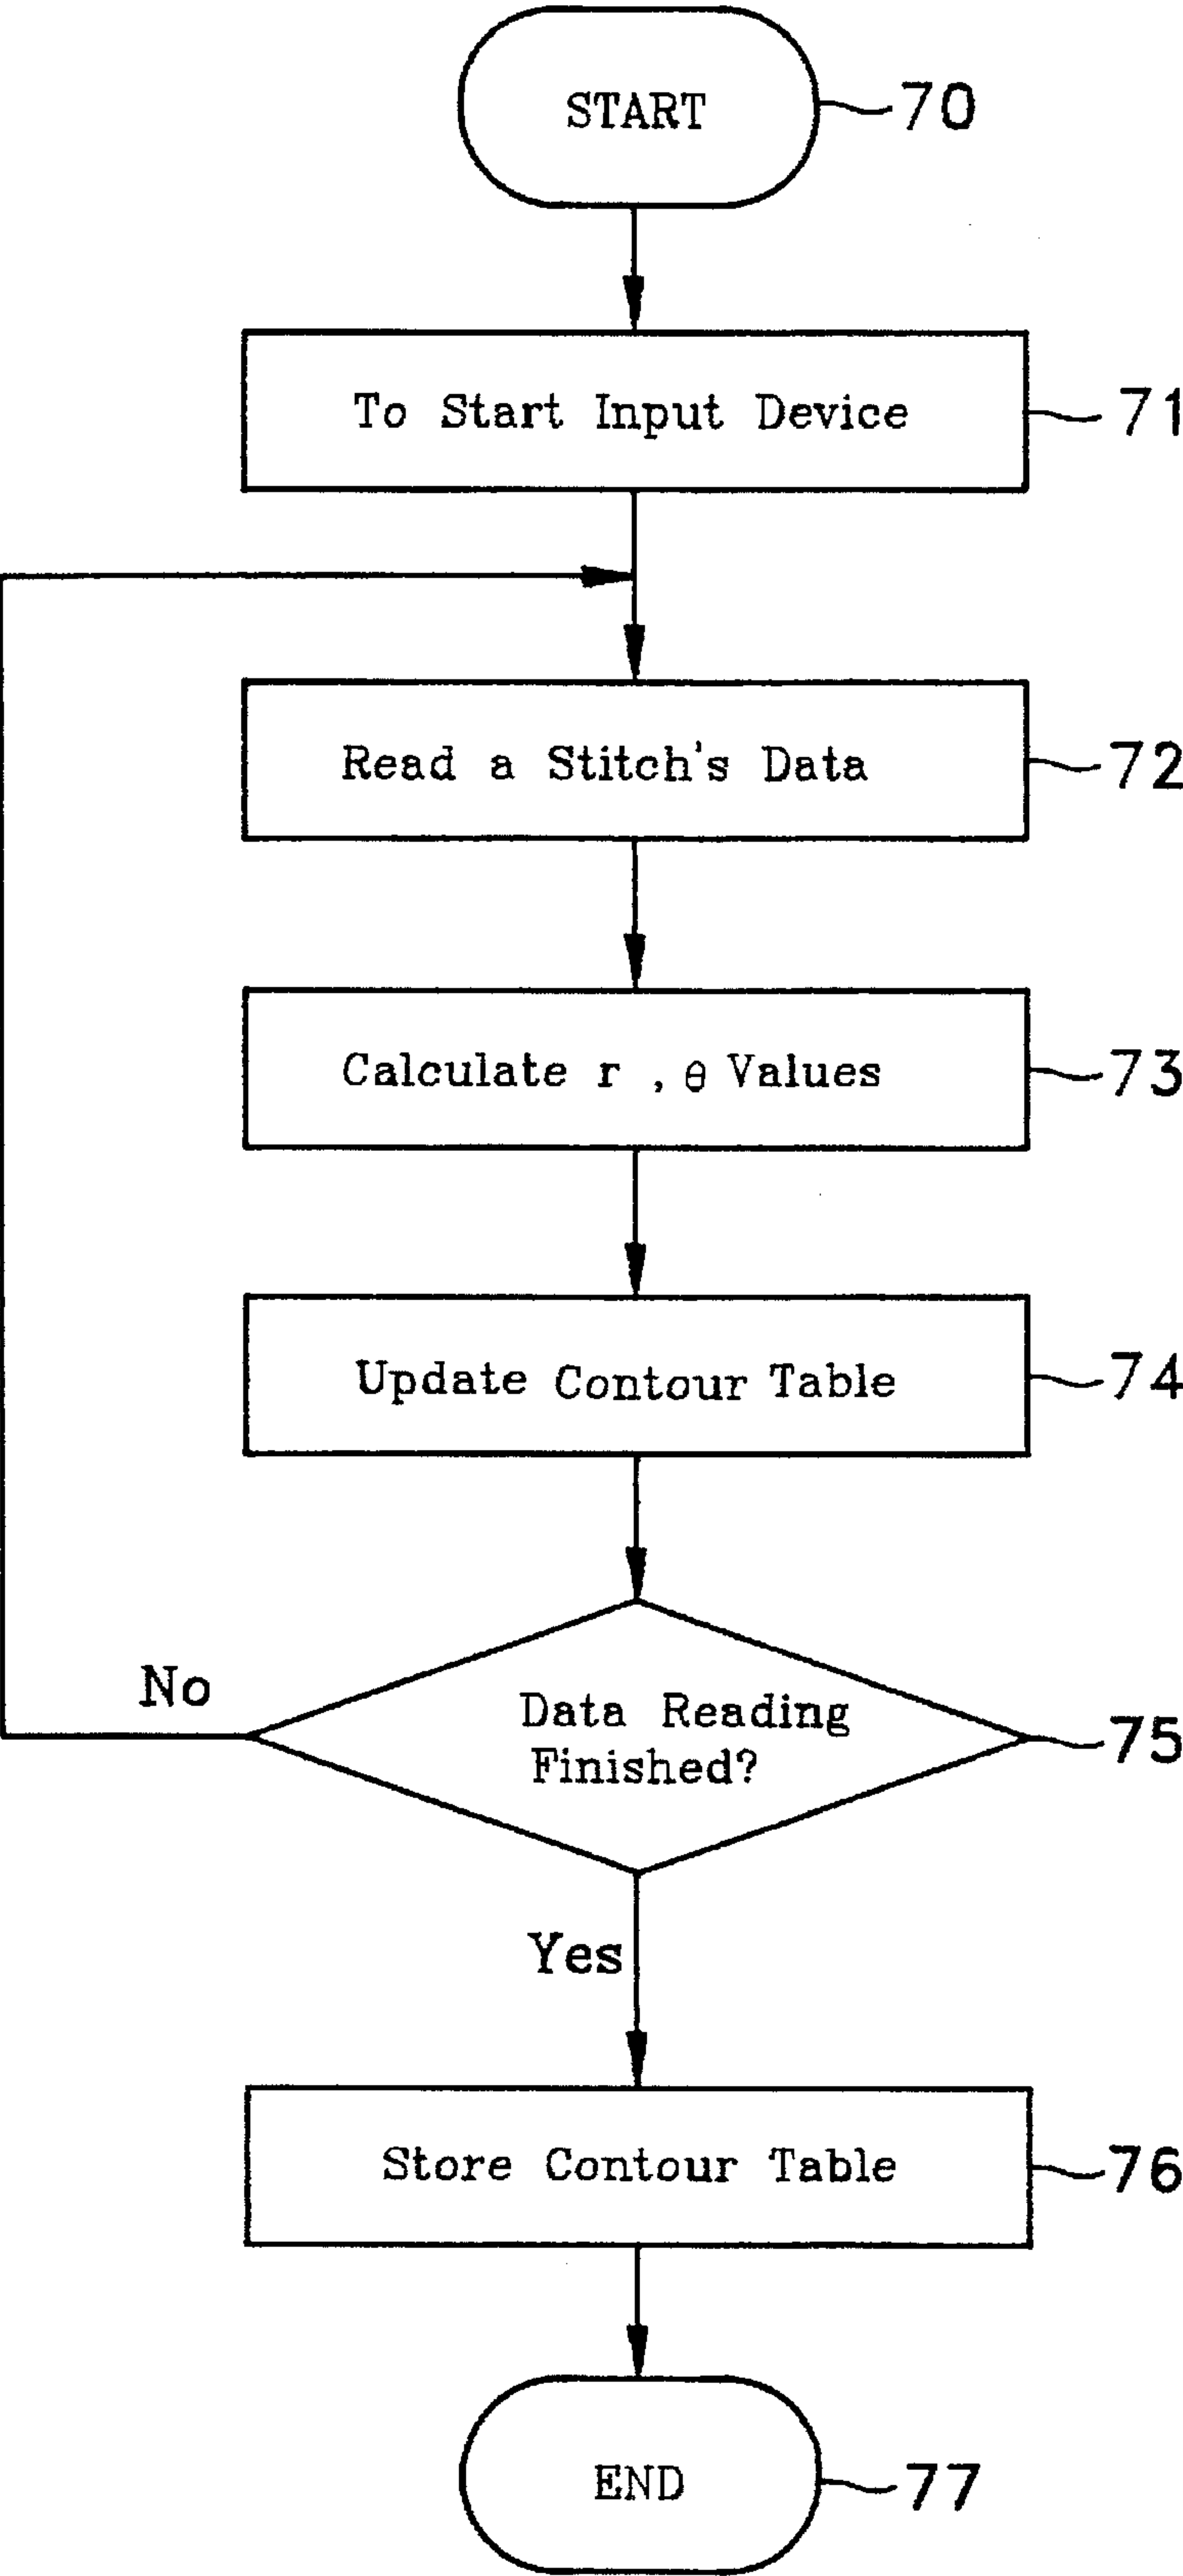 START
70
To Start Input Device
71
Read a Stitch's Data
72
Calculate r , θ Values
73
Update Contour Table
74
No
Data Reading
Finished?
75
Yes
Store Contour Table
76
END
77